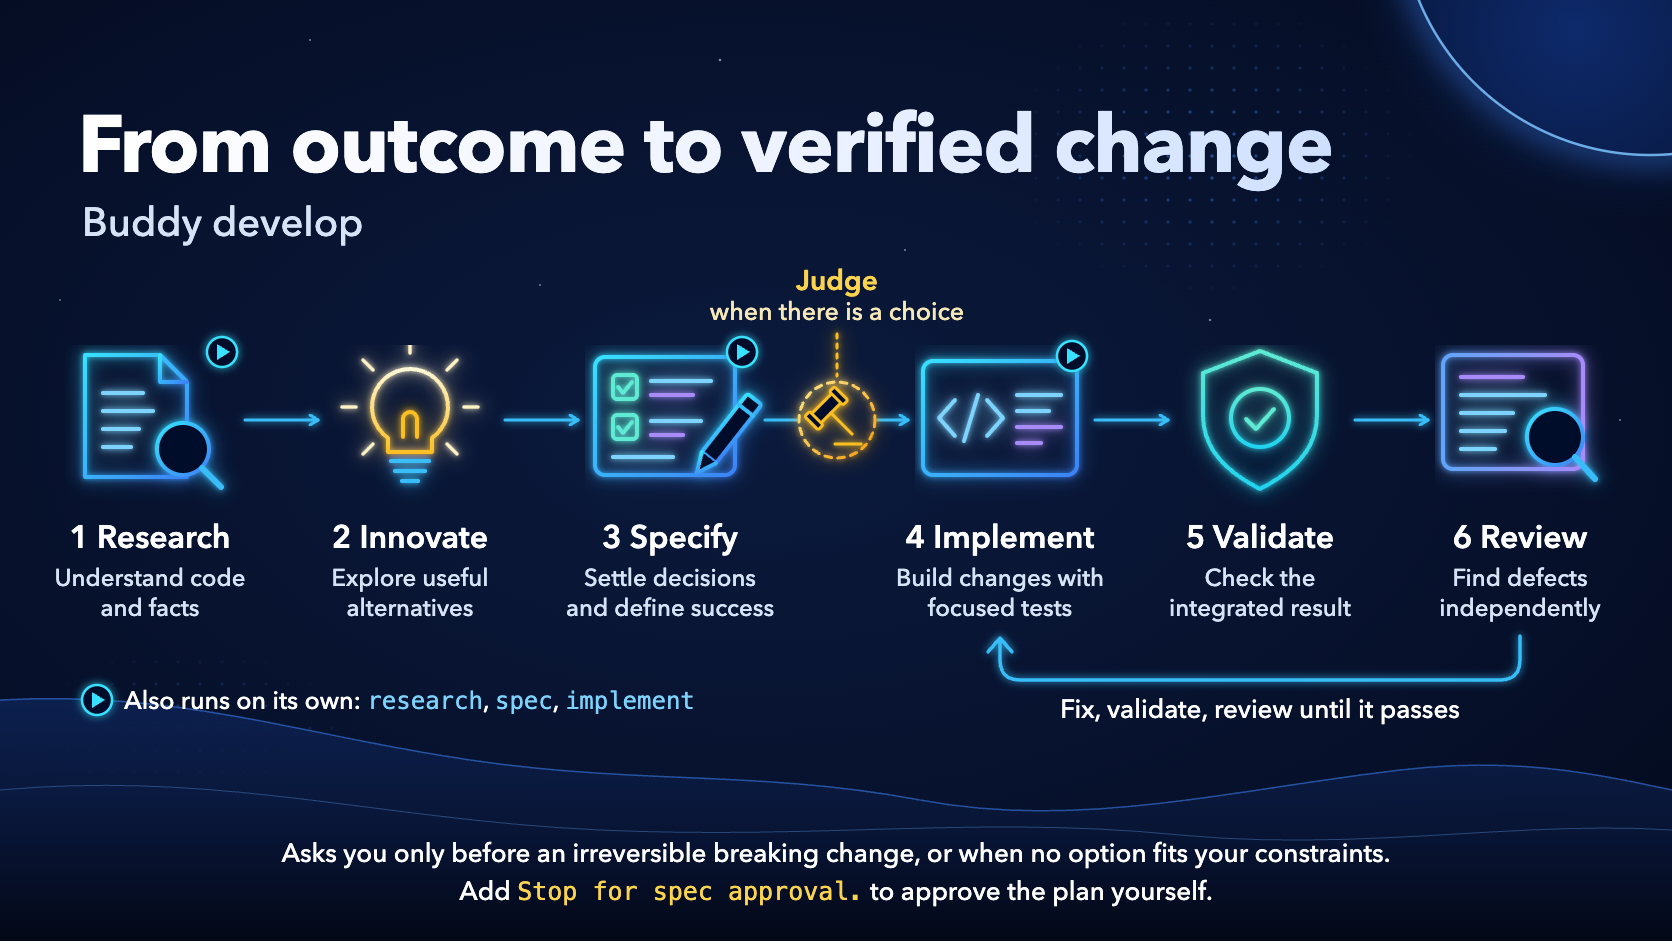 From outcome to verified change
Buddy develop
Judge
when there is a choice
1 Research
Understand code
and facts
2 Innovate
Explore useful
alternatives
3 Specify
Settle decisions
and define success
4 Implement
Build changes with
focused tests
5 Validate
Check the
integrated result
6 Review
Find defects
independently
Also runs on its own: research, spec, implement
Fix, validate, review until it passes
Asks you only before an irreversible breaking change, or when no option fits your constraints.
Add Stop for spec approval. to approve the plan yourself.